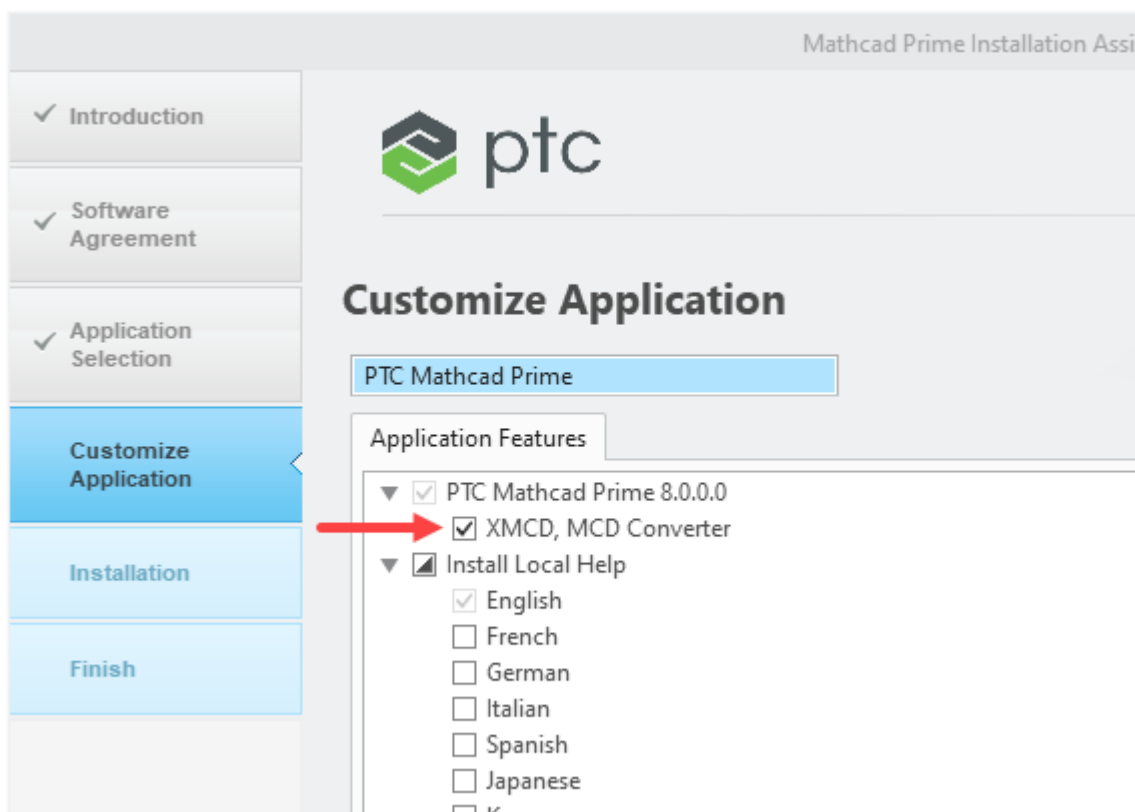 Mathcad Prime Installation Assi
Introduction
Software
Agreement
Application
Selection
Customize
Application
Installation
Finish
ptc
Customize Application
PTC Mathcad Prime
Application Features
PTC Mathcad Prime 8.0.0.0
XMCD, MCD Converter
Install Local Help
English
French
German
Italian
Spanish
Japanese